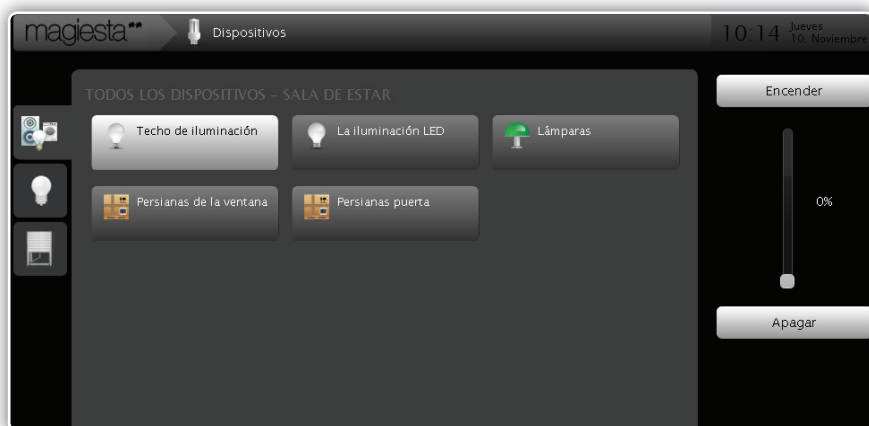 magiesta
Dispositivos
10:14
Jueves
10. Noviembre
TODOS LOS DISPOSITIVOS – SALA DE ESTAR
Techo de iluminación
La iluminación LED
Lámparas
Persianas de la ventana
Persianas puerta
Encender
0%
Apagar